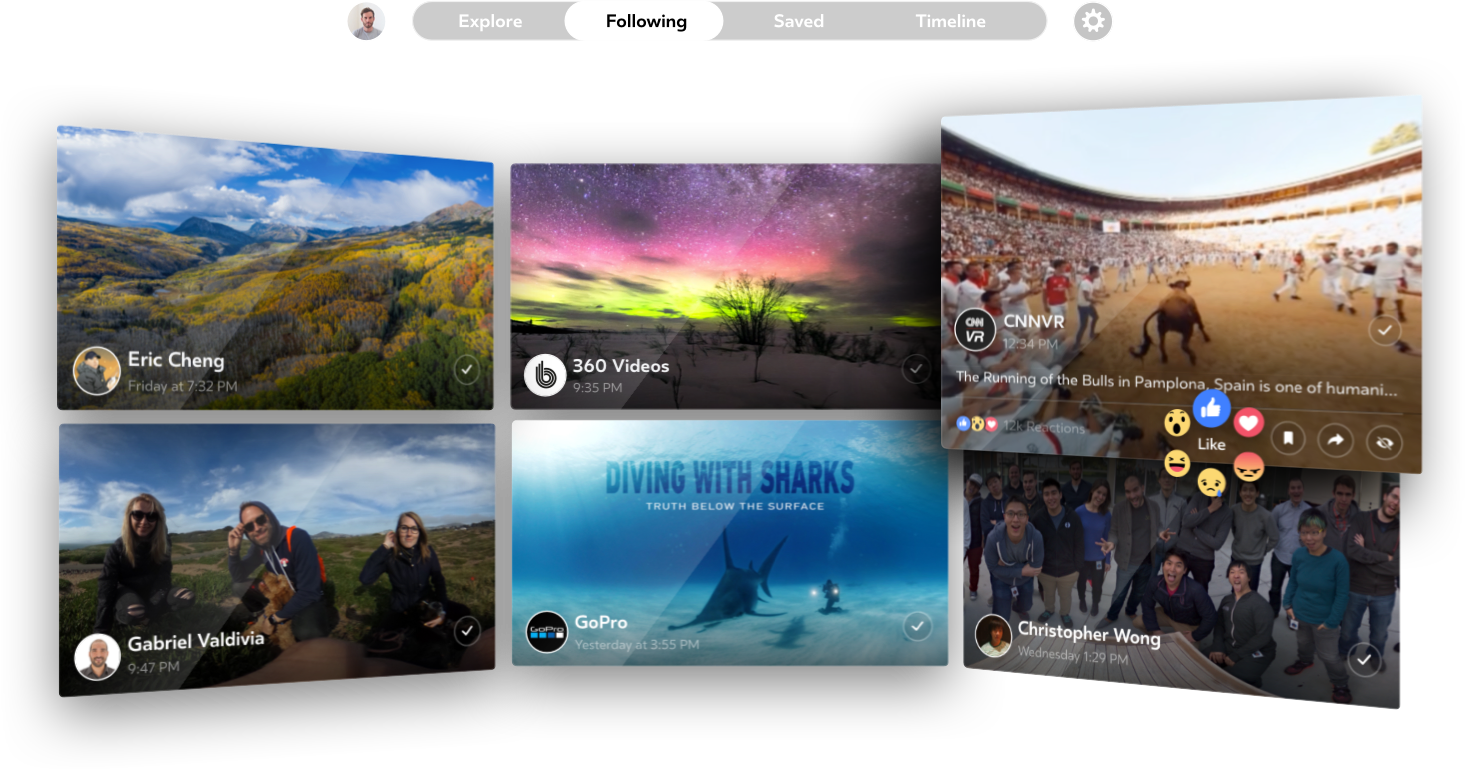 Explore
Following
Saved
Timeline
Eric Cheng
Friday at 7:32 PM
360 Videos
9:35 PM
CNN
VR
CNNVR
12:34 PM
The Running of the Bulls in Pamplona, Spain is one of humani...
12k Reactions
Like
Gabriel Valdivia
9:47 PM
DIVING WITH SHARKS
TRUTH BELOW THE SURFACE
GoPro
GoPro
Yesterday at 3:55 PM
Christopher Wong
Wednesday 1:29 PM